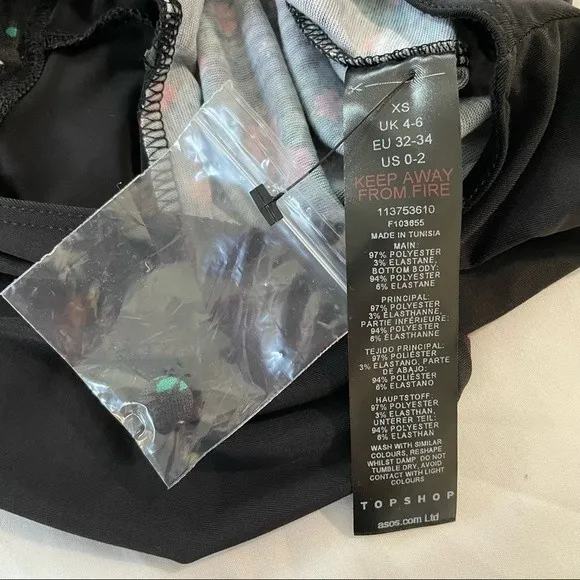 XS
UK 4-6
EU 32-34
US 0-2
KEEP AWAY
FROM FIRE
113753610
F103655
MADE IN TUNISIA
MAIN:
97% POLYESTER
3% ELASTANE,
BOTTOM BODY:
94% POLYESTER
6% ELASTANE
PRINCIPAL:
97% POLYESTER
3% ÉLASTHANNE,
PARTIE INFÉRIEURE:
94% POLYESTER
6% ÉLASTHANNE
TEJIDO PRINCIPAL:
97% POLIÉSTER
3% ELASTANO, PARTE
DE ABAJO:
94% POLIÉSTER
6% ELASTANO
HAUPTSTOFF:
97% POLYESTER
3% ELASTHAN,
UNTERER TEIL:
94% POLYESTER
6% ELASTHAN
WASH WITH SIMILAR
COLOURS, RESHAPE
WHILST DAMP, DO NOT
TUMBLE DRY, AVOID
CONTACT WITH LIGHT
COLOURS
TOPSHOP
asos.com Ltd